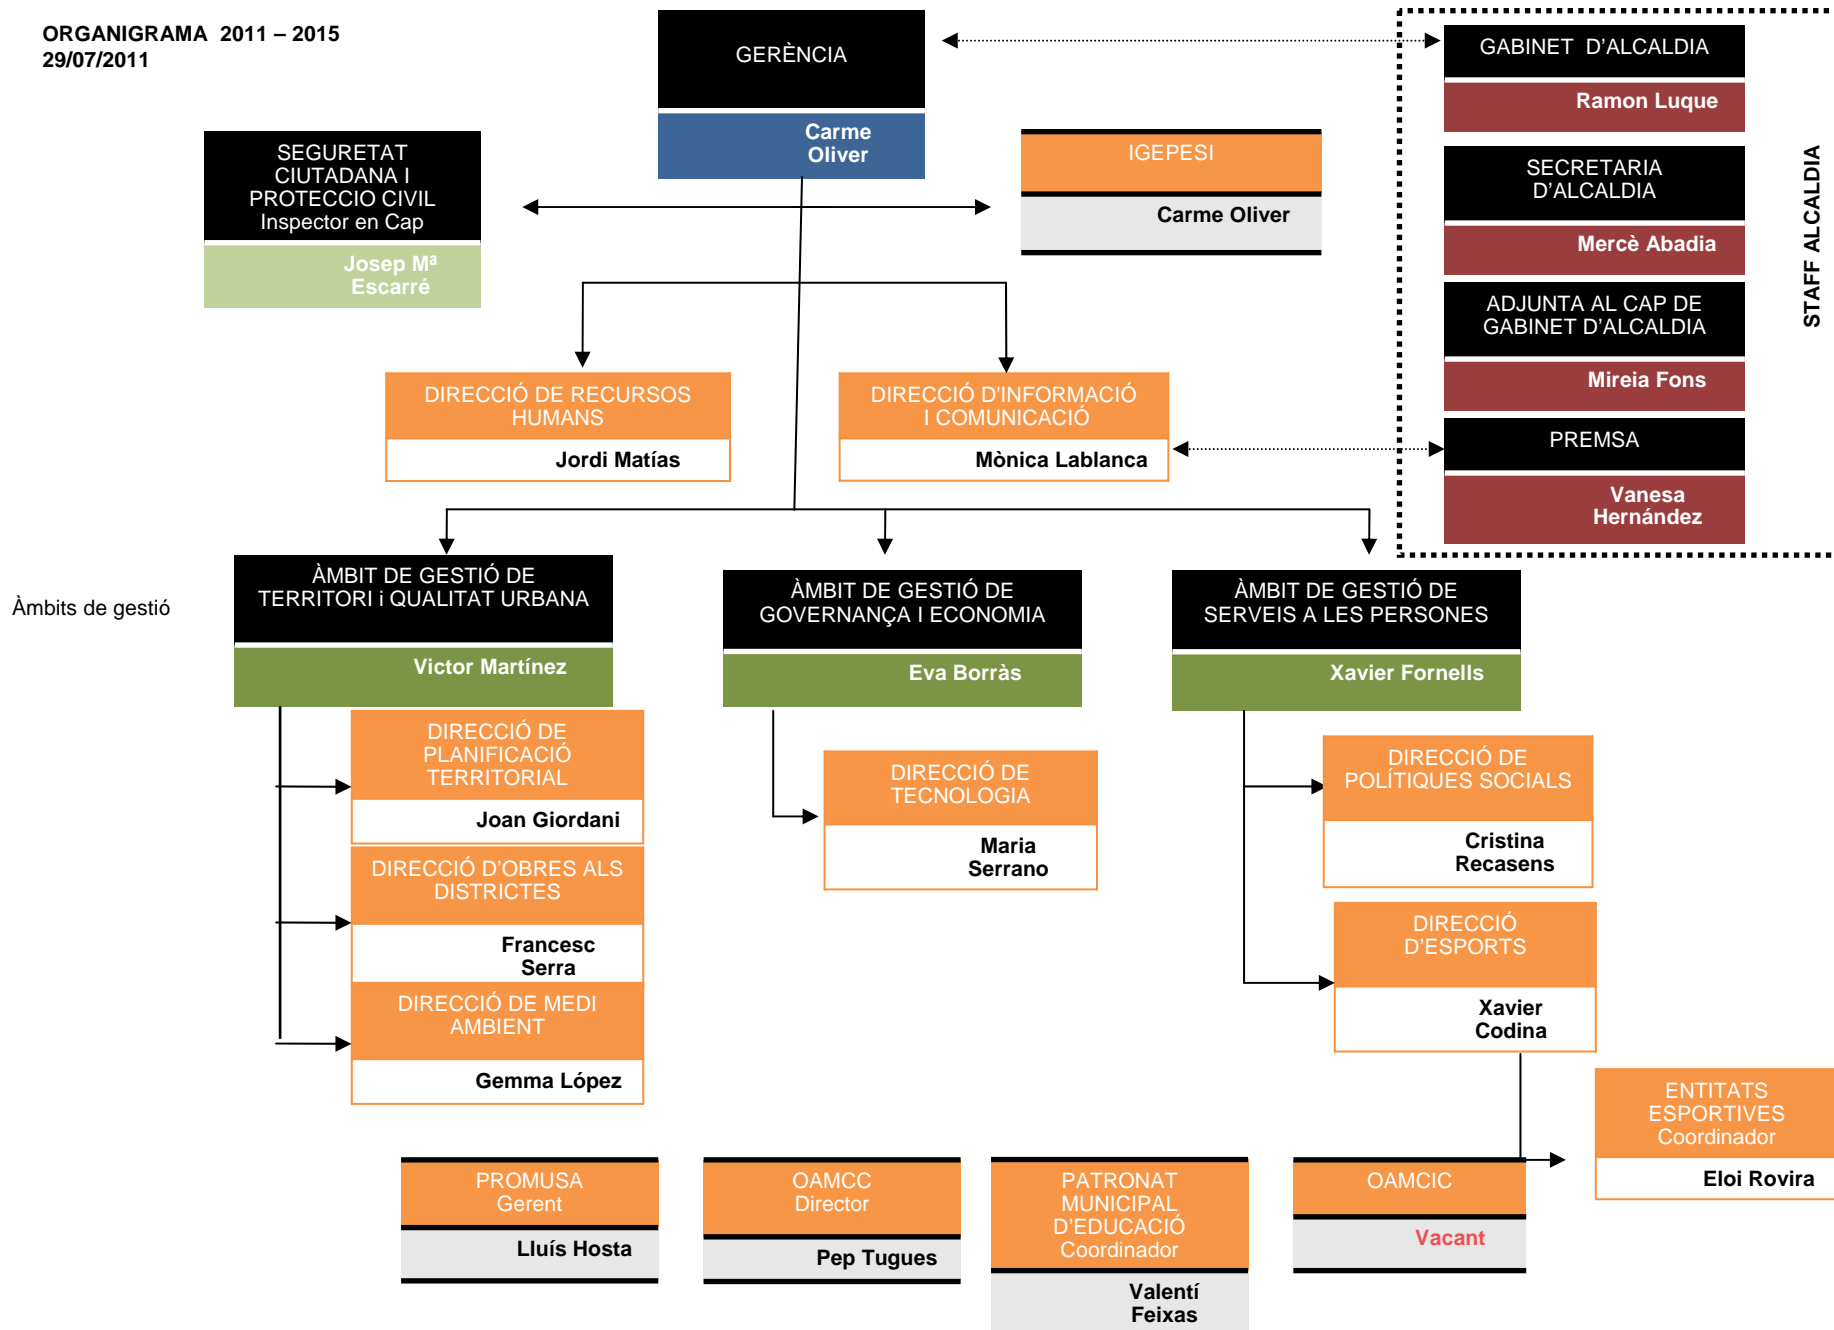 ORGANIGRAMA 2011 – 2015
29/07/2011
GERÈNCIA
Carme
Oliver
GABINET D'ALCALDIA
Ramon Luque
SECRETARIA
D'ALCALDIA
Mercè Abadia
ADJUNTA AL CAP DE
GABINET D'ALCALDIA
Mireia Fons
PREMSA
Vanesa
Hernández
STAFF ALCALDIA
SEGURETAT
CIUTADANA I
PROTECCIO CIVIL
Inspector en Cap
Josep Mª
Escarré
IGEPESI
Carme Oliver
DIRECCIÓ DE RECURSOS
HUMANS
Jordi Matías
DIRECCIÓ D'INFORMACIÓ
I COMUNICACIÓ
Mònica Lablanca
Àmbits de gestió
ÀMBIT DE GESTIÓ DE
TERRITORI i QUALITAT URBANA
Victor Martínez
ÀMBIT DE GESTIÓ DE
GOVERNANÇA I ECONOMIA
Eva Borràs
ÀMBIT DE GESTIÓ DE
SERVEIS A LES PERSONES
Xavier Fornells
DIRECCIÓ DE
PLANIFICACIÓ
TERRITORIAL
Joan Giordani
DIRECCIÓ D'OBRES ALS
DISTRICTES
Francesc
Serra
DIRECCIÓ DE MEDI
AMBIENT
Gemma López
DIRECCIÓ DE
TECNOLOGIA
Maria
Serrano
DIRECCIÓ DE
POLÍTIQUES SOCIALS
Cristina
Recasens
DIRECCIÓ
D'ESPORTS
Xavier
Codina
ENTITATS
ESPORTIVES
Coordinador
Eloi Rovira
PROMUSA
Gerent
Lluís Hosta
OAMCC
Director
Pep Tugues
PATRONAT
MUNICIPAL
D'EDUCACIÓ
Coordinador
Valentí
Feixas
OAMCIC
Vacant